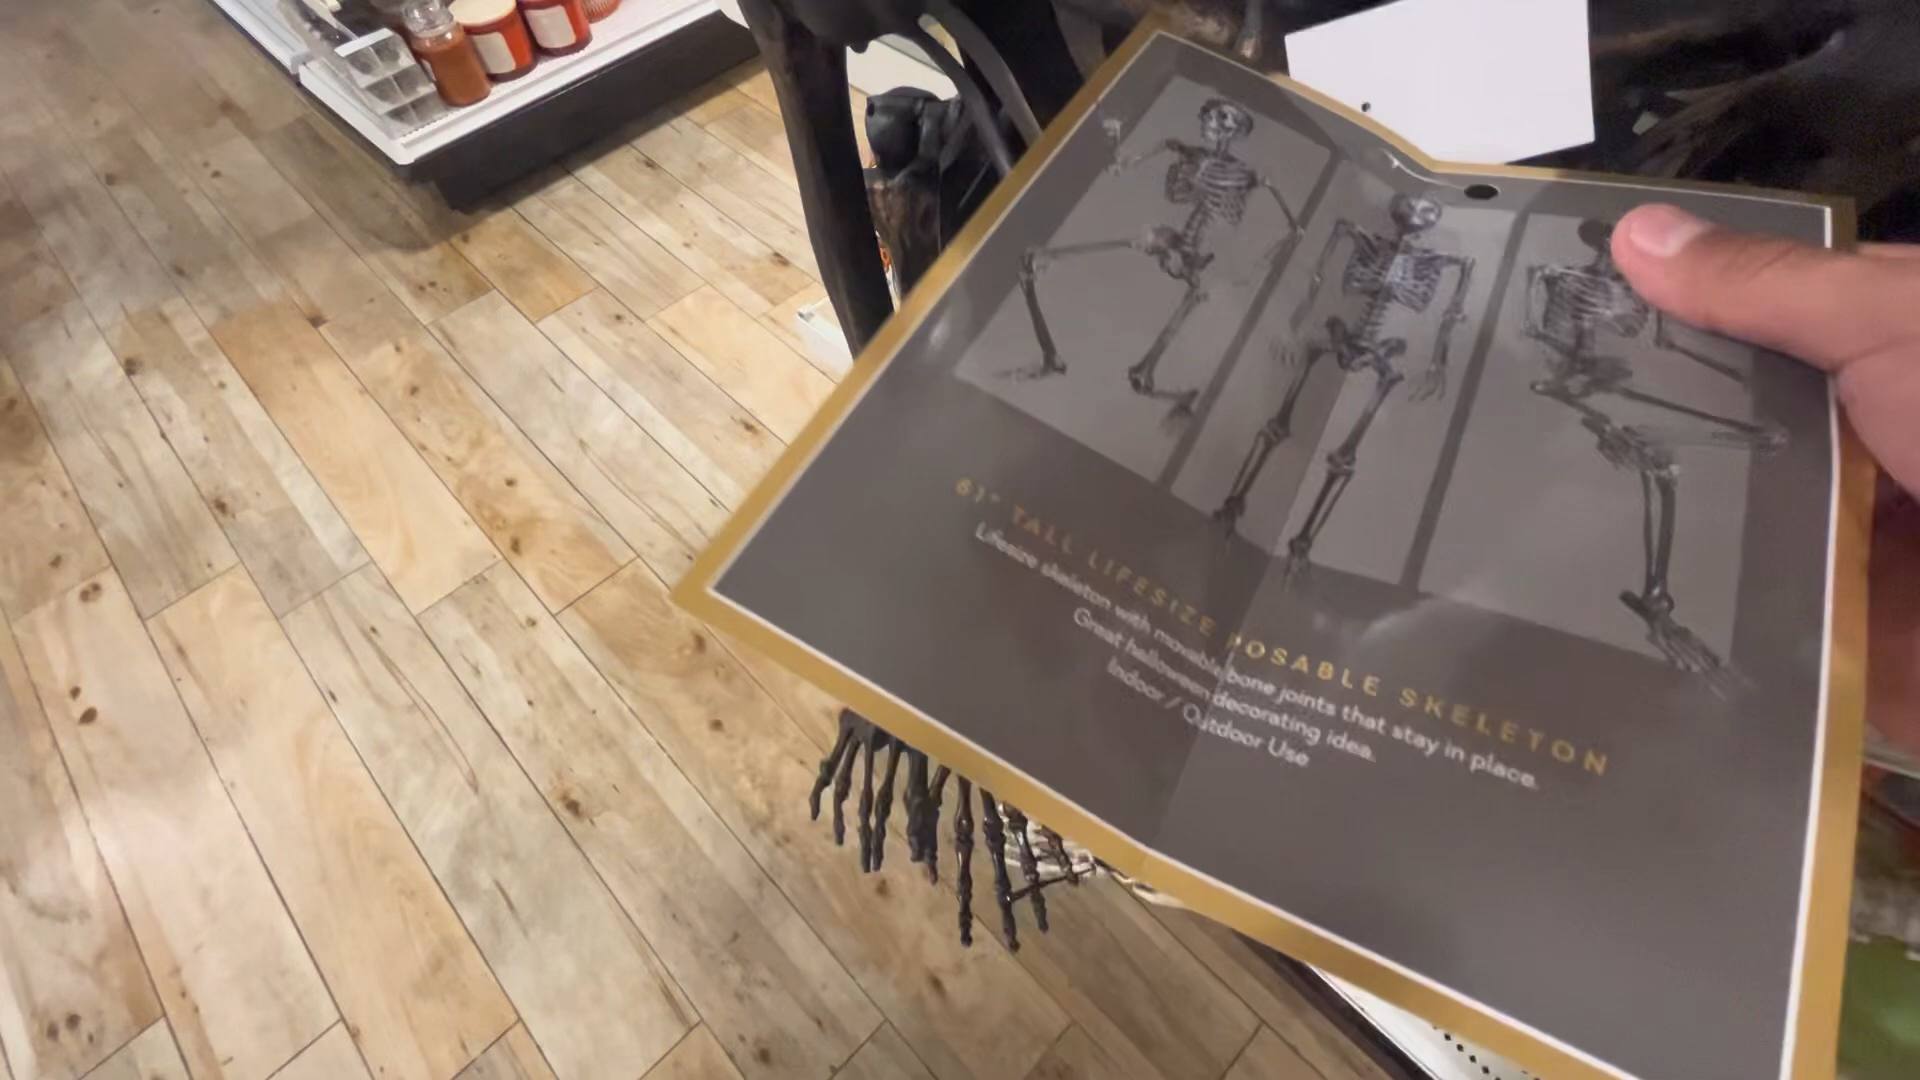 61" TALL LIFESIZE POSABLE SKELETON
Lifesize skeleton with movable bone joints that stay in place.
Great halloween decorating idea.
Indoor / Outdoor Use